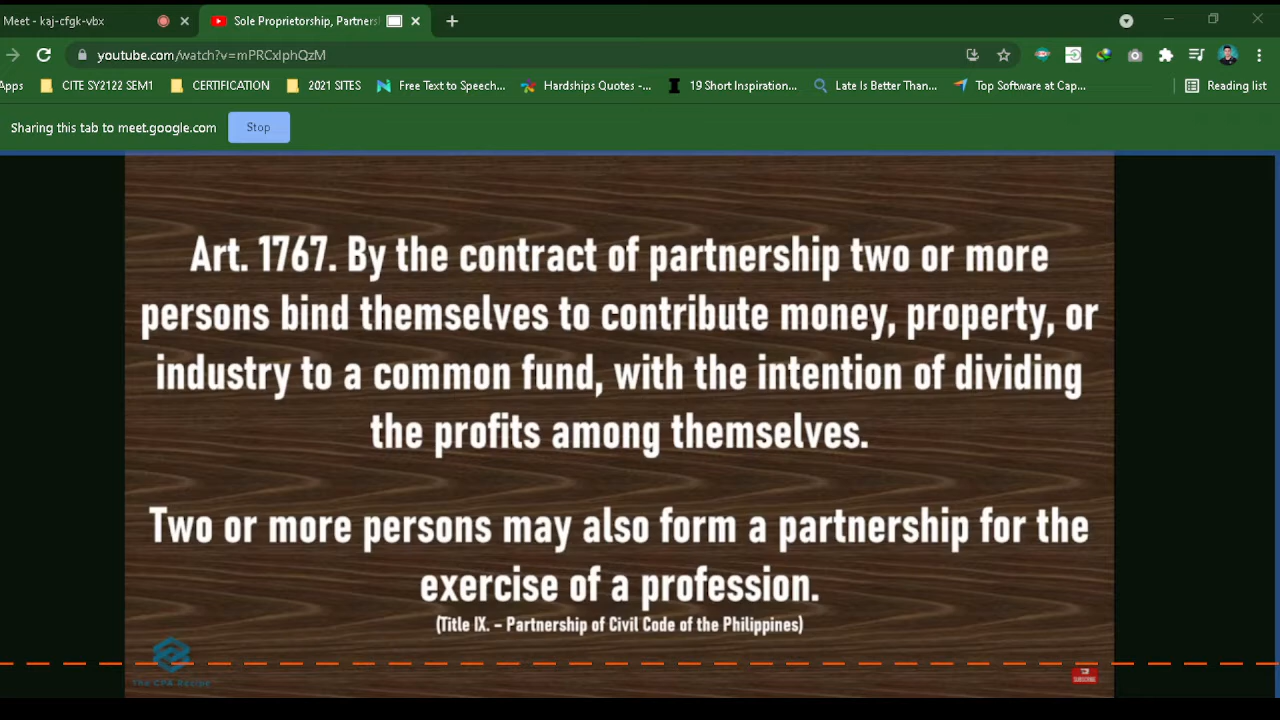 Meet - kaj-cfgk-vbx
Sole Proprietorship, Partners
youtube.com/watch?v=mPRCxlphQzM
Apps
CITE SY2122 SEM1
CERTIFICATION
2021 SITES
Free Text to Speech...
Hardships Quotes -...
19 Short Inspiration...
Late Is Better Than...
Top Software at Cap...
Reading list
Sharing this tab to meet.google.com
Stop
Art. 1767. By the contract of partnership two or more
persons bind themselves to contribute money, property, or
industry to a common fund, with the intention of dividing
the profits among themselves.
Two or more persons may also form a partnership for the
exercise of a profession.
(Title IX. – Partnership of Civil Code of the Philippines)
The CPA Recipe
SUBSCRIBE